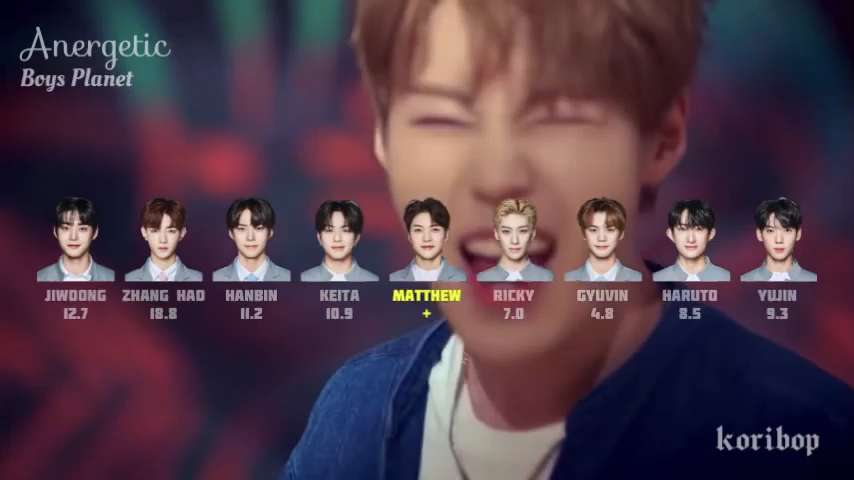 Anergetic
Boys Planet
JIWOONG ZHANG HAO HANBIN KEITA MATTHEW RICKY GYUVIN HARUTO YUJIN
12.7 18.8 11.2 10.9 + 7.0 4.8 8.5 9.3
koribop